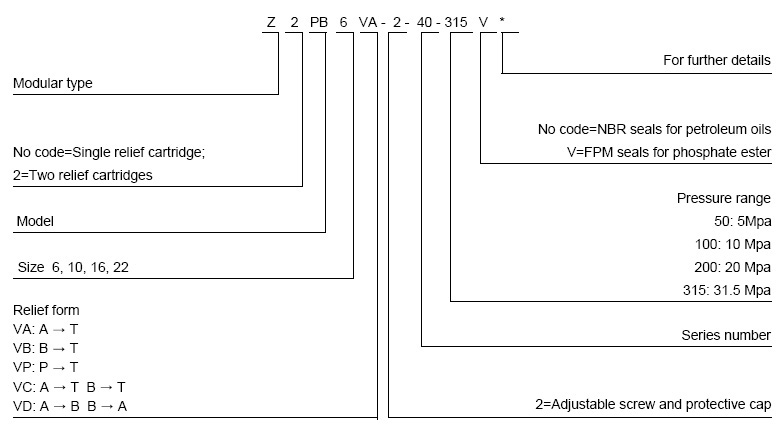 Z 2 PB 6 VA - 2 - 40 - 315 V *
For further details
Modular type
No code=NBR seals for petroleum oils
No code=Single relief cartridge;
V=FPM seals for phosphate ester
2=Two relief cartridges
Pressure range
Model
50: 5Mpa
100: 10 Mpa
Size 6, 10, 16, 22
200: 20 Mpa
315: 31.5 Mpa
Relief form
VA: A → T
Series number
VB: B → T
VP: P → T
VC: A → T B → T
VD: A → B B → A
2=Adjustable screw and protective cap